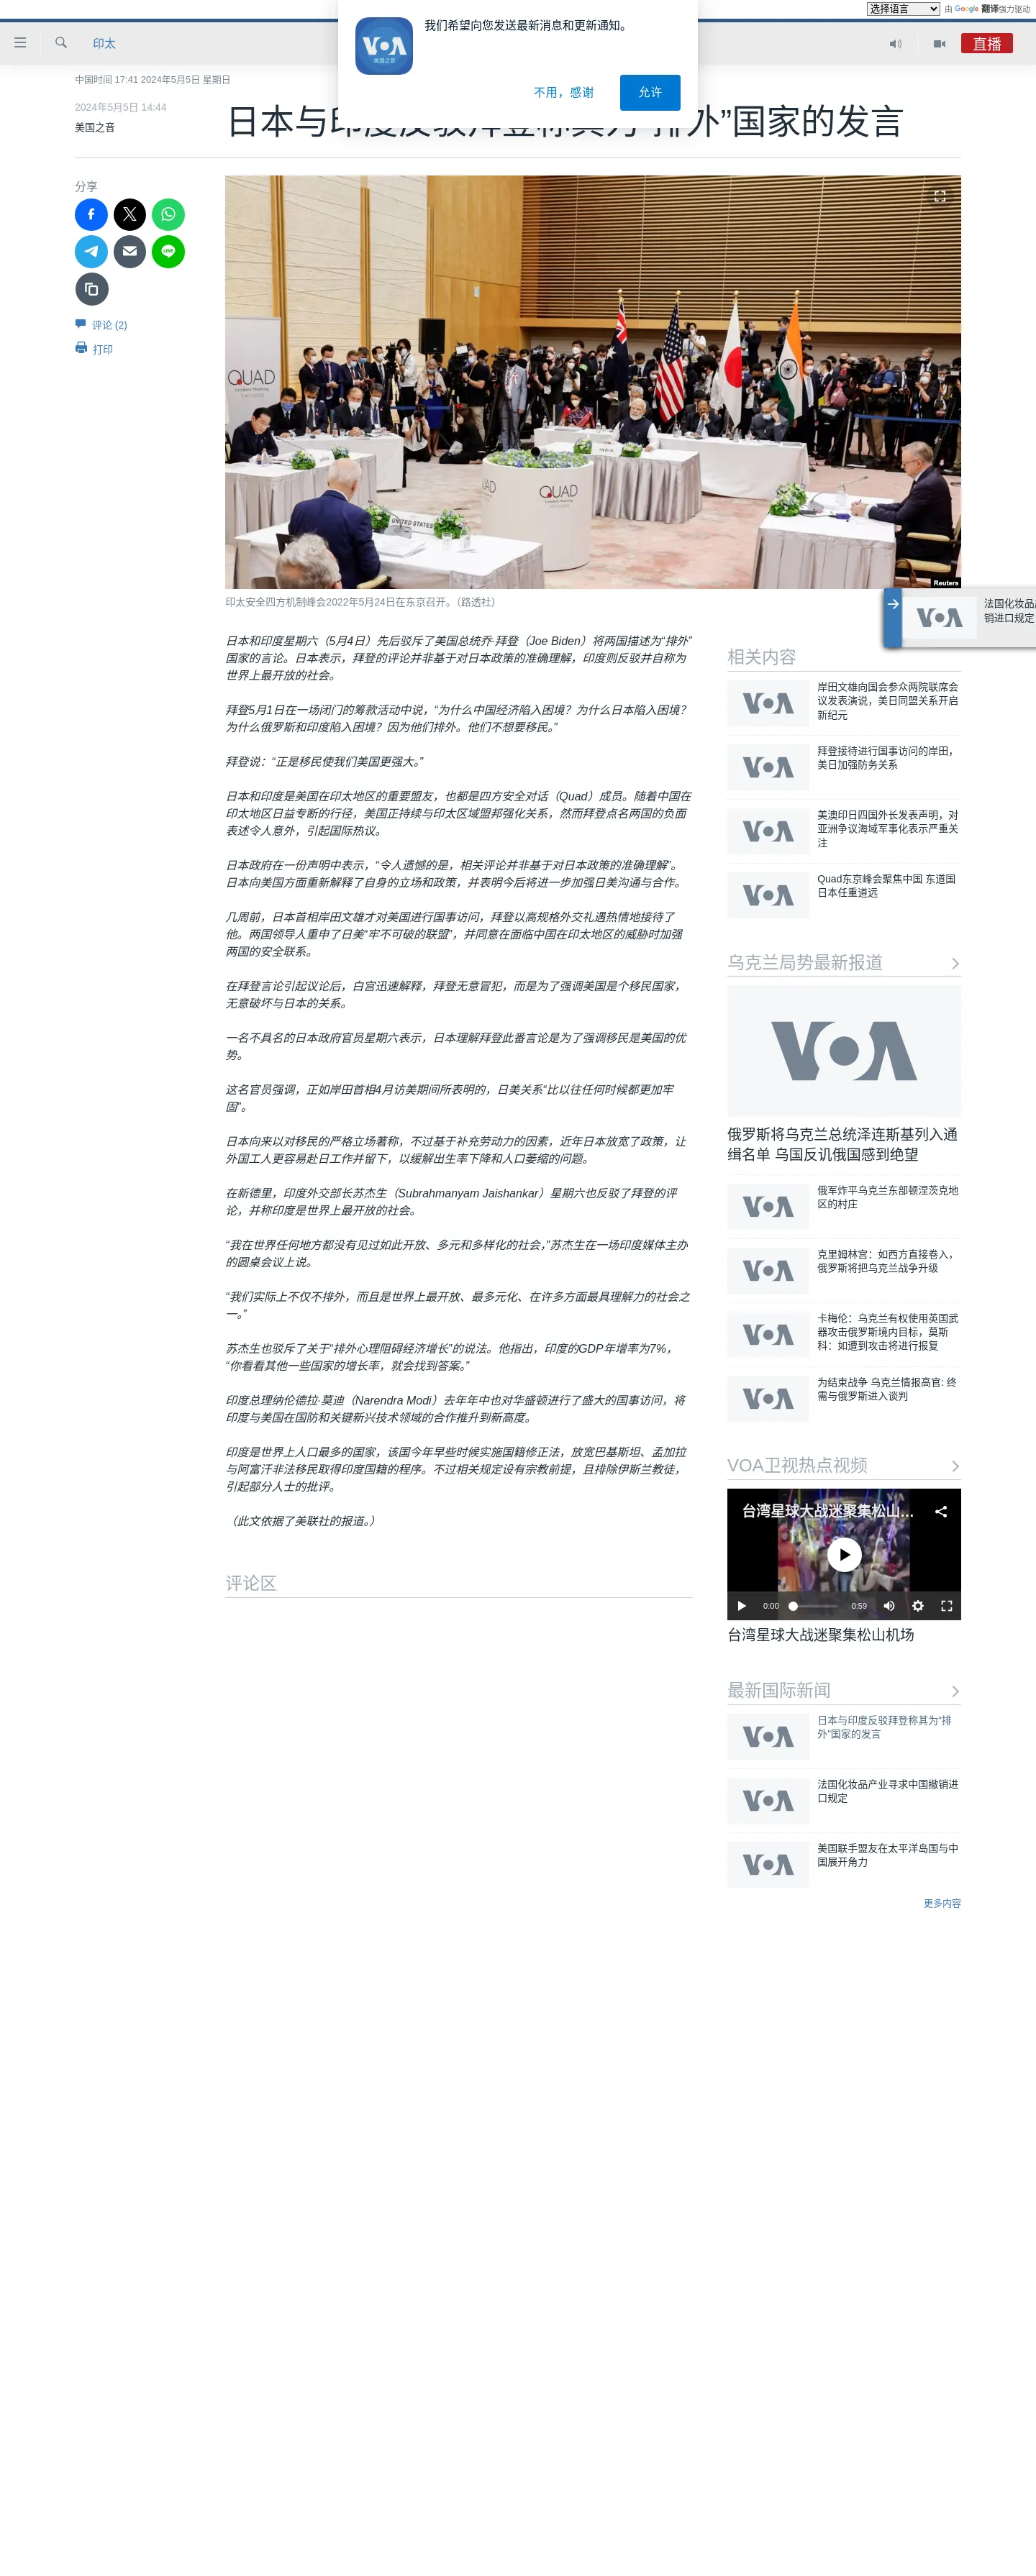 选择语言
由 Google 翻译强力驱动
印太
直播
我们希望向您发送最新消息和更新通知。
VOA
美国之音
不用，感谢
允许
中国时间 17:41 2024年5月5日 星期日
2024年5月5日 14:44
美国之音
日本与印度反驳拜登称其为“排外”国家的发言
分享
评论 (2)
打印
QUAD
Leaders Meeting
JAPAN
INDIA
QUAD
UNITED STATES
Reuters
印太安全四方机制峰会2022年5月24日在东京召开。（路透社）
日本和印度星期六（5月4日）先后驳斥了美国总统乔·拜登（Joe Biden）将两国描述为“排外”
国家的言论。日本表示，拜登的评论并非基于对日本政策的准确理解，印度则反驳并自称为
世界上最开放的社会。
拜登5月1日在一场闭门的筹款活动中说，“为什么中国经济陷入困境？为什么日本陷入困境？
为什么俄罗斯和印度陷入困境？因为他们排外。他们不想要移民。”
拜登说：“正是移民使我们美国更强大。”
日本和印度是美国在印太地区的重要盟友，也都是四方安全对话（Quad）成员。随着中国在
印太地区日益专断的行径，美国正持续与印太区域盟邦强化关系，然而拜登点名两国的负面
表述令人意外，引起国际热议。
日本政府在一份声明中表示，“令人遗憾的是，相关评论并非基于对日本政策的准确理解”。
日本向美国方面重新解释了自身的立场和政策，并表明今后将进一步加强日美沟通与合作。
几周前，日本首相岸田文雄才对美国进行国事访问，拜登以高规格外交礼遇热情地接待了
他。两国领导人重申了日美“牢不可破的联盟”，并同意在面临中国在印太地区的威胁时加强
两国的安全联系。
在拜登言论引起议论后，白宫迅速解释，拜登无意冒犯，而是为了强调美国是个移民国家，
无意破坏与日本的关系。
一名不具名的日本政府官员星期六表示，日本理解拜登此番言论是为了强调移民是美国的优
势。
这名官员强调，正如岸田首相4月访美期间所表明的，日美关系“比以往任何时候都更加牢
固”。
日本向来以对移民的严格立场著称，不过基于补充劳动力的因素，近年日本放宽了政策，让
外国工人更容易赴日工作并留下，以缓解出生率下降和人口萎缩的问题。
在新德里，印度外交部长苏杰生（Subrahmanyam Jaishankar）星期六也反驳了拜登的评
论，并称印度是世界上最开放的社会。
“我在世界任何地方都没有见过如此开放、多元和多样化的社会，”苏杰生在一场印度媒体主办
的圆桌会议上说。
“我们实际上不仅不排外，而且是世界上最开放、最多元化、在许多方面最具理解力的社会之
一。”
苏杰生也驳斥了关于“排外心理阻碍经济增长”的说法。他指出，印度的GDP年增率为7%，
“你看看其他一些国家的增长率，就会找到答案。”
印度总理纳伦德拉·莫迪（Narendra Modi）去年年中也对华盛顿进行了盛大的国事访问，将
印度与美国在国防和关键新兴技术领域的合作推升到新高度。
印度是世界上人口最多的国家，该国今年早些时候实施国籍修正法，放宽巴基斯坦、孟加拉
与阿富汗非法移民取得印度国籍的程序。不过相关规定设有宗教前提，且排除伊斯兰教徒，
引起部分人士的批评。
（此文依据了美联社的报道。）
评论区
VOA
法国化妆品
销进口规定
相关内容
VOA
岸田文雄向国会参众两院联席会
议发表演说，美日同盟关系开启
新纪元
VOA
拜登接待进行国事访问的岸田，
美日加强防务关系
VOA
美澳印日四国外长发表声明，对
亚洲争议海域军事化表示严重关
注
VOA
Quad东京峰会聚焦中国 东道国
日本任重道远
乌克兰局势最新报道
VOA
俄罗斯将乌克兰总统泽连斯基列入通
缉名单 乌国反讥俄国感到绝望
VOA
俄军炸平乌克兰东部顿涅茨克地
区的村庄
VOA
克里姆林宫：如西方直接卷入，
俄罗斯将把乌克兰战争升级
VOA
卡梅伦：乌克兰有权使用英国武
器攻击俄罗斯境内目标，莫斯
科：如遭到攻击将进行报复
VOA
为结束战争 乌克兰情报高官: 终
需与俄罗斯进入谈判
VOA卫视热点视频
台湾星球大战迷聚集松山...
0:00
0:59
台湾星球大战迷聚集松山机场
最新国际新闻
VOA
日本与印度反驳拜登称其为“排
外”国家的发言
VOA
法国化妆品产业寻求中国撤销进
口规定
VOA
美国联手盟友在太平洋岛国与中
国展开角力
更多内容